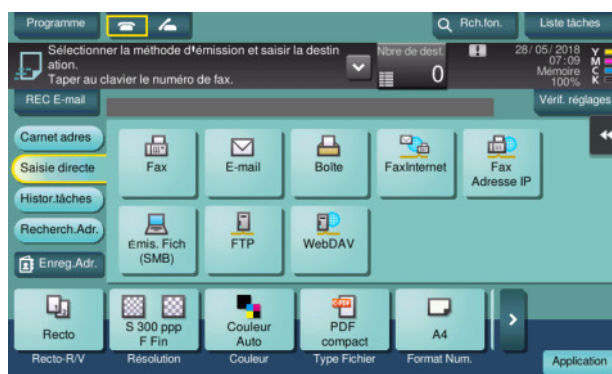 Programme
Rch.fon.
Liste tâches
Sélectionner la méthode d'émission et saisir la destin
ation.
Taper au clavier le numéro de fax.
Nbre de dest.
0
28/05/2018
07:09
Mémoire
100%
Y
M
C
K
REC E-mail
Vérif. réglages
Carnet adres
Saisie directe
Histor.tâches
Recherch.Adr.
Enreg.Adr.
Fax
E-mail
Boîte
FaxInternet
Fax
Adresse IP
Émis. Fich
(SMB)
FTP
WebDAV
Recto
S 300 ppp
F Fin
Couleur
Auto
C-PDF
PDF
compact
A4
Recto-R/V
Résolution
Couleur
Type Fichier
Format Num.
Application